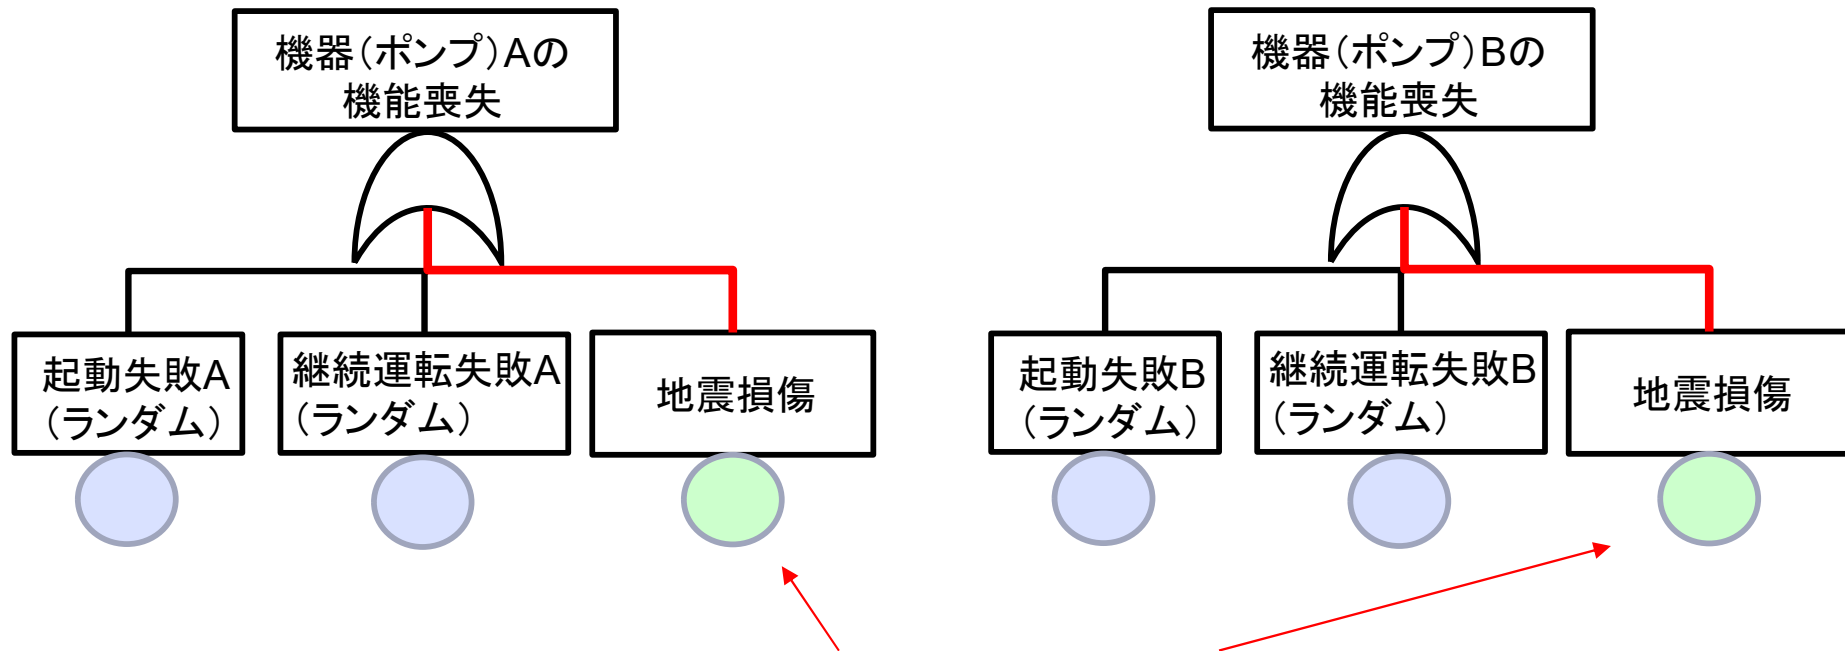 機器（ポンプ）Aの
機能喪失
起動失敗A
（ランダム）
継続運転失敗A
（ランダム）
地震損傷
機器（ポンプ）Bの
機能喪失
起動失敗B
（ランダム）
継続運転失敗B
（ランダム）
地震損傷